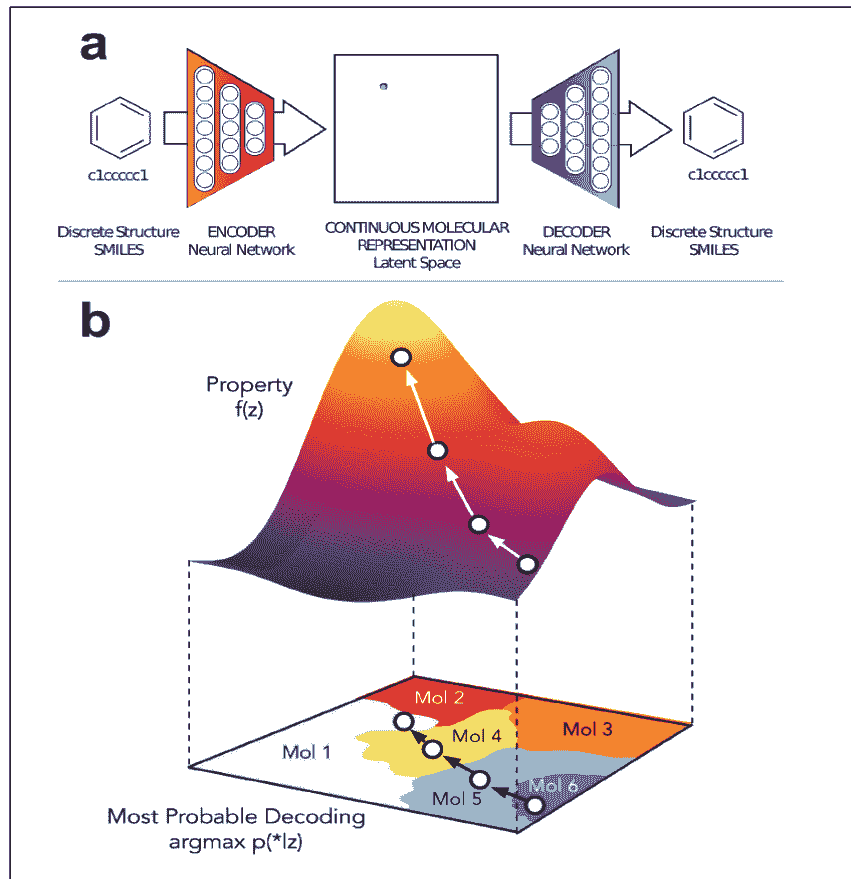 a
c1ccccc1
c1ccccc1
Discrete Structure
SMILES
ENCODER
Neural Network
CONTINUOUS MOLECULAR
REPRESENTATION
Latent Space
DECODER
Neural Network
Discrete Structure
SMILES
b
Property
f(z)
Mol 2
Mol 3
Mol 4
Mol 1
Mol 6
Mol 5
Most Probable Decoding
argmax p(*|z)